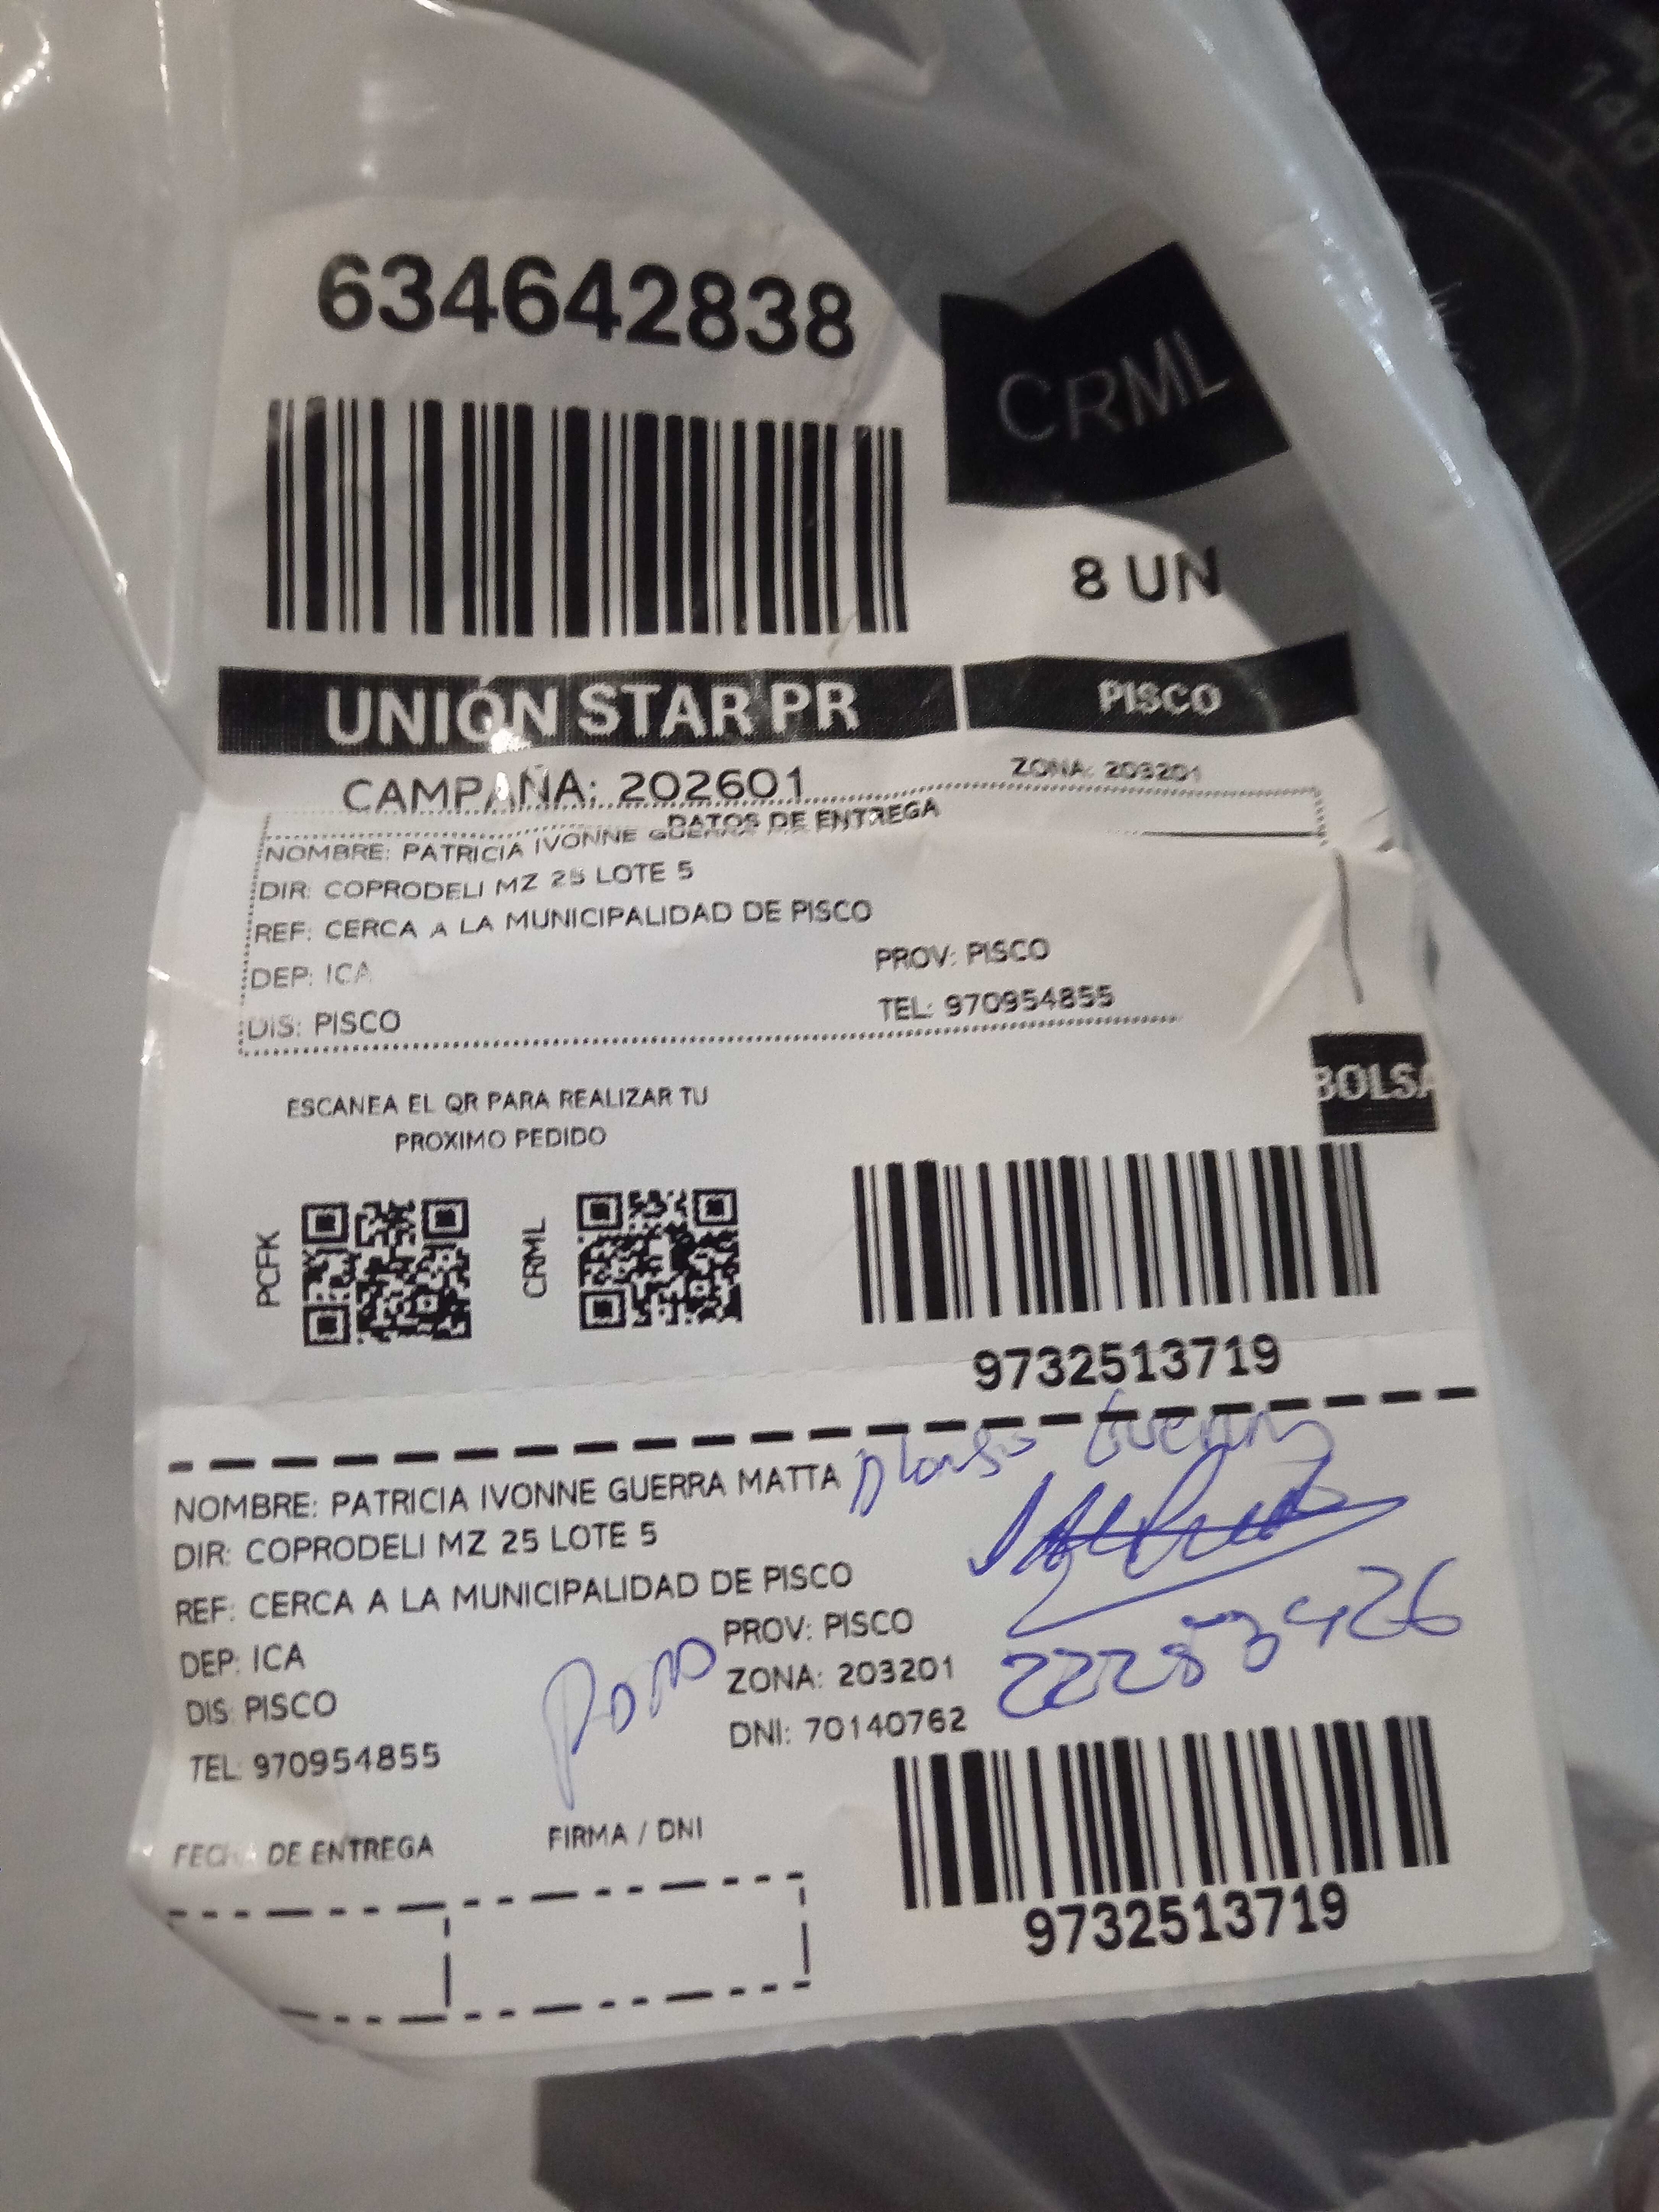 634642838
CRML
8 UN
UNIÓN STAR PR
PISCO
CAMPAÑA: 202601
ZONA: 203201
DATOS DE ENTREGA
NOMBRE: PATRICIA IVONNE GUERRA
DIR: COPRODELI MZ 25 LOTE 5
REF: CERCA A LA MUNICIPALIDAD DE PISCO
DEP: ICA
PROV: PISCO
DIS: PISCO
TEL: 970954855
BOLSA
ESCANEA EL QR PARA REALIZAR TU
PROXIMO PEDIDO
PCFK
CRML
9732513719
NOMBRE: PATRICIA IVONNE GUERRA MATTA
DIR: COPRODELI MZ 25 LOTE 5
REF: CERCA A LA MUNICIPALIDAD DE PISCO
DEP: ICA
PROV: PISCO
DIS: PISCO
ZONA: 203201
TEL: 970954855
DNI: 70140762
FECHA DE ENTREGA
FIRMA / DNI
9732513719
140